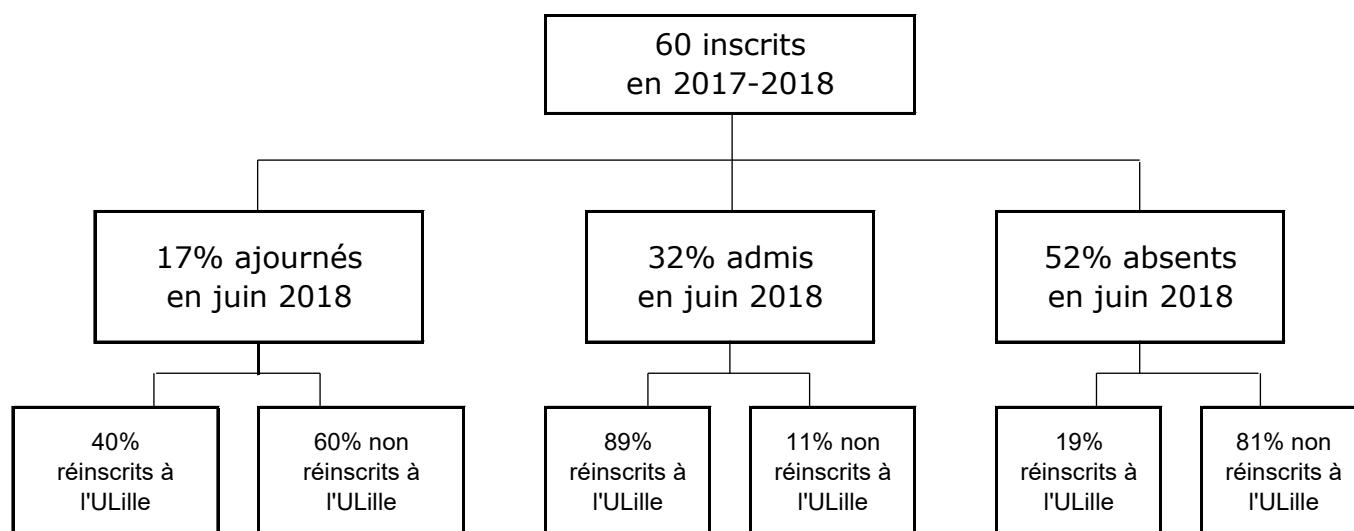 60 inscrits
en 2017-2018
17% ajournés
en juin 2018
32% admis
en juin 2018
52% absents
en juin 2018
40%
réinscrits à
l'ULille
60% non
réinscrits à
l'ULille
89%
réinscrits à
l'ULille
11% non
réinscrits à
l'ULille
19%
réinscrits à
l'ULille
81% non
réinscrits à
l'ULille